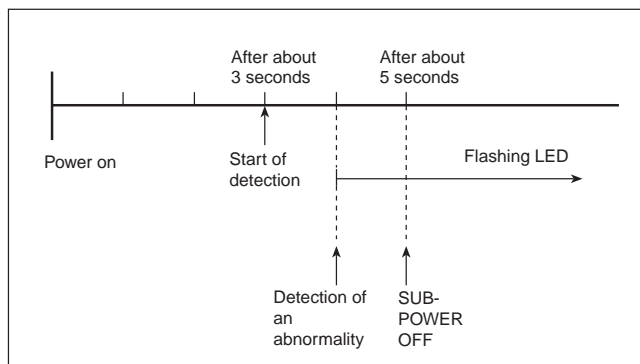 After about
3 seconds
After about
5 seconds
Power on
Start of
detection
Flashing LED
Detection of
an
abnormality
SUB-
POWER
OFF